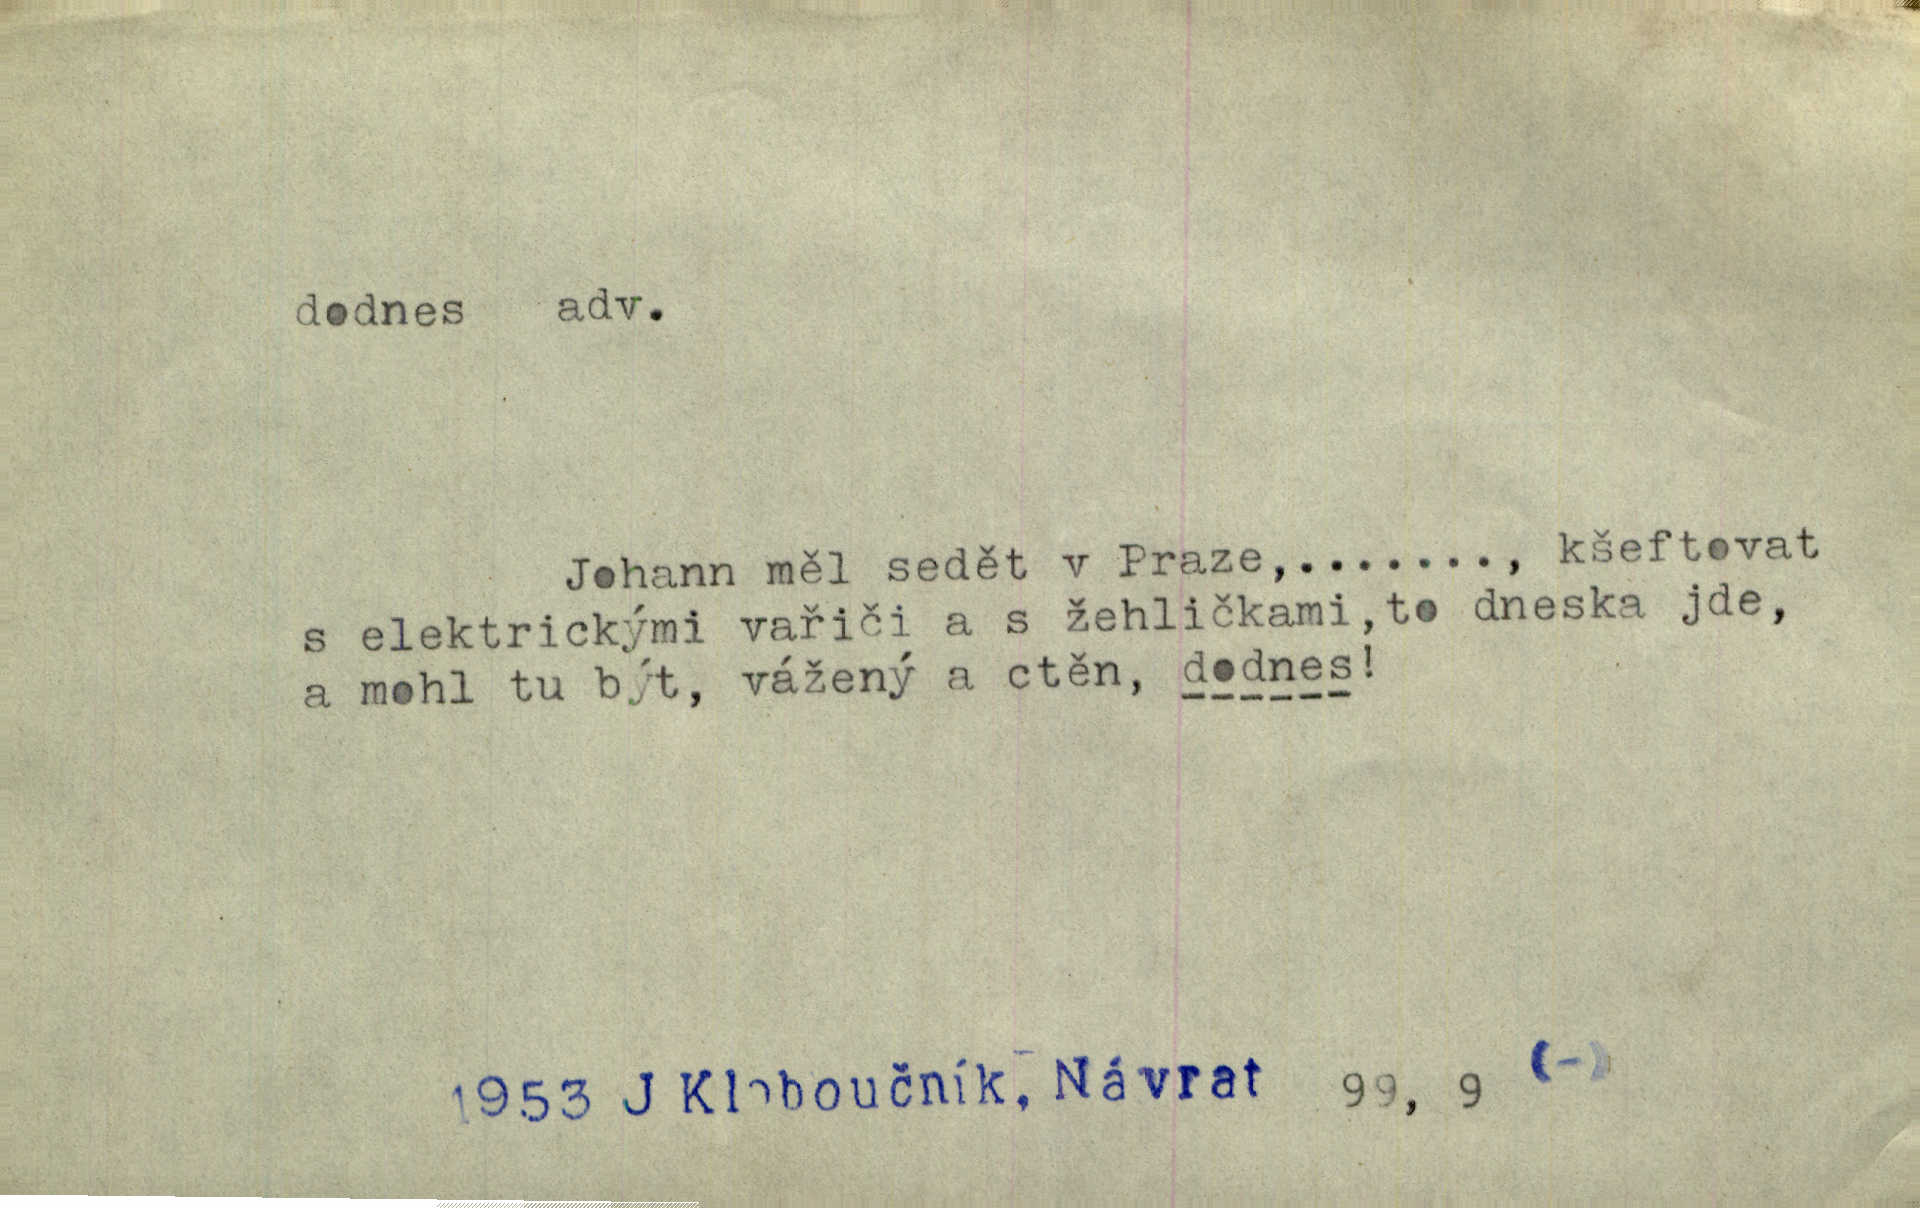 dodnes adv.
Johann měl sedět v Praze,........, kšeftovat
s elektrickými vařiči a s žehličkami,to dneska jde,
a mohl tu být, vážený a ctěn, dodnes!
1953 J Kloboučník, Návrat 99, 9 (-)